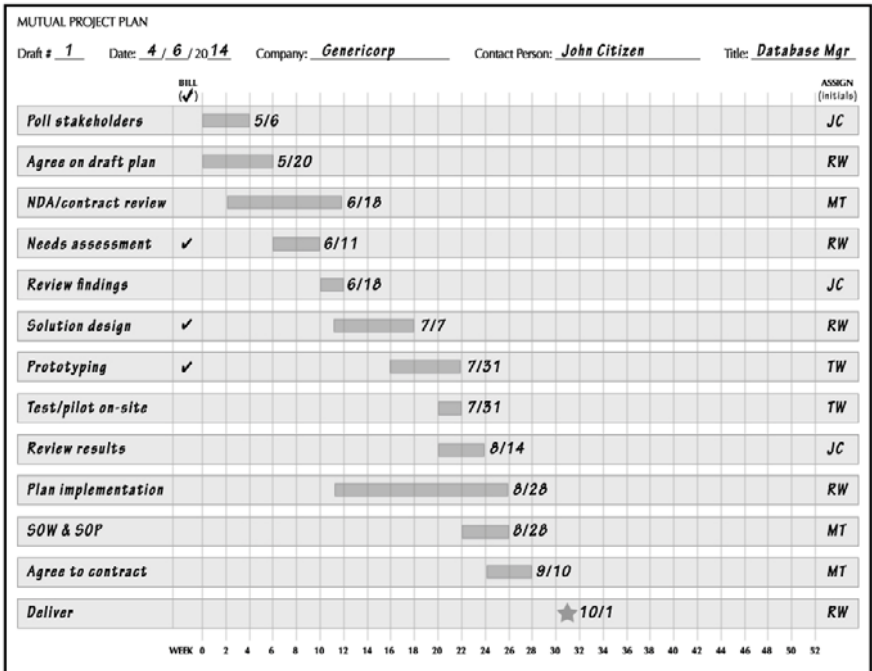 MUTUAL PROJECT PLAN
Draft # 1 Date: 4 / 6 / 20 14 Company: Genericorp Contact Person: John Citizen Title: Database Mgr
BILL (✓) ASSIGN (initials)
Poll stakeholders 5/6 JC
Agree on draft plan 5/20 RW
NDA/contract review 6/18 MT
Needs assessment ✓ 6/11 RW
Review findings 6/18 JC
Solution design ✓ 7/7 RW
Prototyping ✓ 7/31 TW
Test/pilot on-site 7/31 TW
Review results 8/14 JC
Plan implementation 8/28 RW
SOW & SOP 8/28 MT
Agree to contract 9/10 MT
Deliver 10/1 RW
WEEK 0 2 4 6 8 10 12 14 16 18 20 22 24 26 28 30 32 34 36 38 40 42 44 46 48 50 52